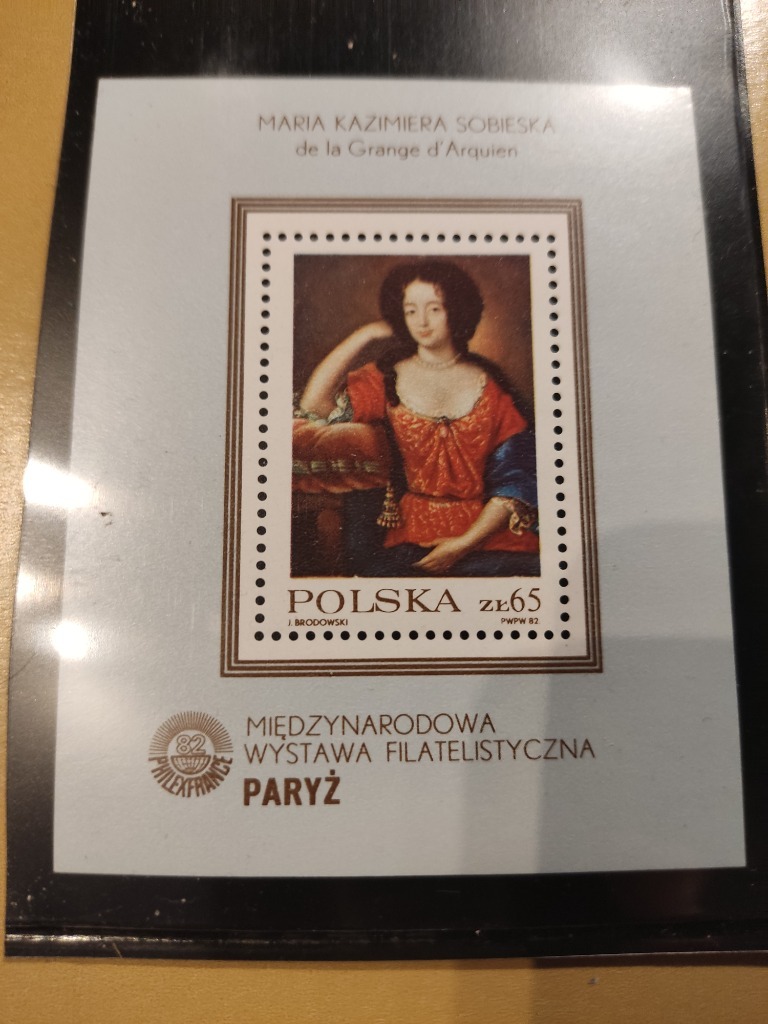 MARIA KAZIMIERA SOBIESKA
de la Grange d'Arquien
POLSKA ZŁ65
J. BRODOWSKI PWPW 82
82
PHILEXFRANCE
MIĘDZYNARODOWA
WYSTAWA FILATELISTYCZNA
PARYŻ